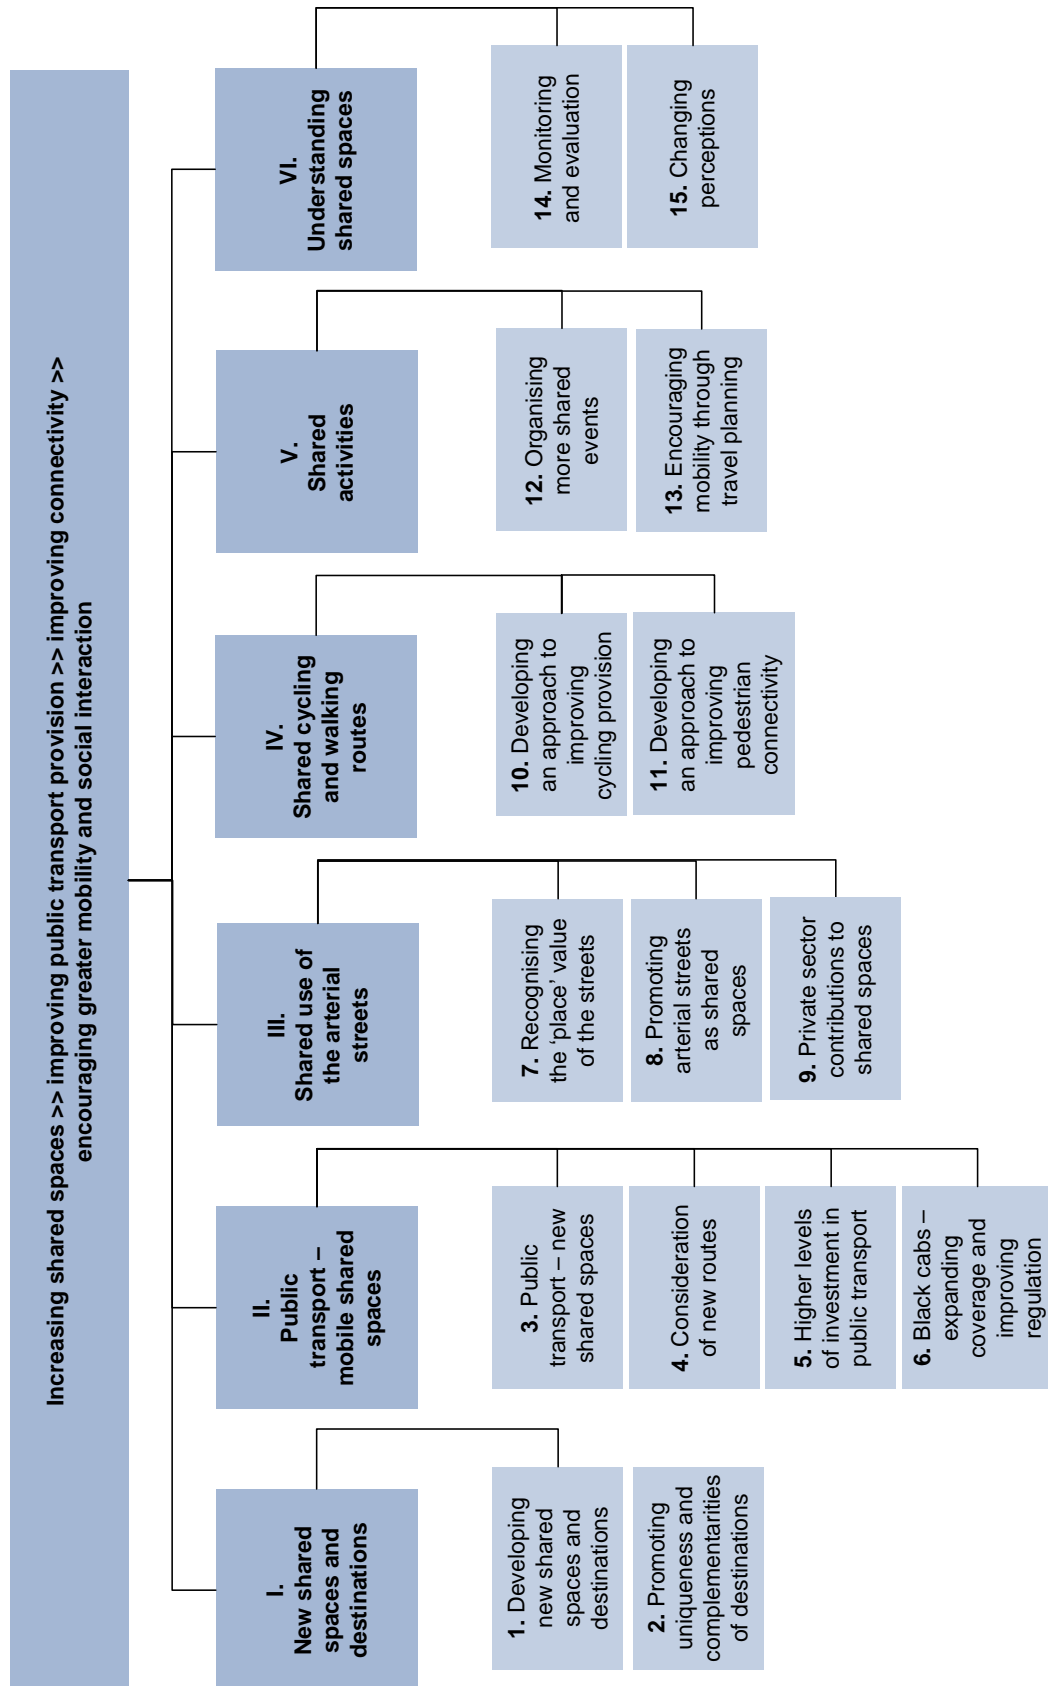 Increasing shared spaces >> improving public transport provision >> improving connectivity >>
encouraging greater mobility and social interaction
I.
New shared
spaces and
destinations
1. Developing
new shared
spaces and
destinations
2. Promoting
uniqueness and
complementarities
of destinations
II.
Public
transport –
mobile shared
spaces
3. Public
transport – new
shared spaces
4. Consideration
of new routes
5. Higher levels
of investment in
public transport
6. Black cabs –
expanding
coverage and
improving
regulation
III.
Shared use of
the arterial
streets
7. Recognising
the ‘place’ value
of the streets
8. Promoting
arterial streets
as shared
spaces
9. Private sector
contributions to
shared spaces
IV.
Shared cycling
and walking
routes
10. Developing
an approach to
improving
cycling provision
11. Developing
an approach to
improving
pedestrian
connectivity
V.
Shared
activities
12. Organising
more shared
events
13. Encouraging
mobility through
travel planning
VI.
Understanding
shared spaces
14. Monitoring
and evaluation
15. Changing
perceptions